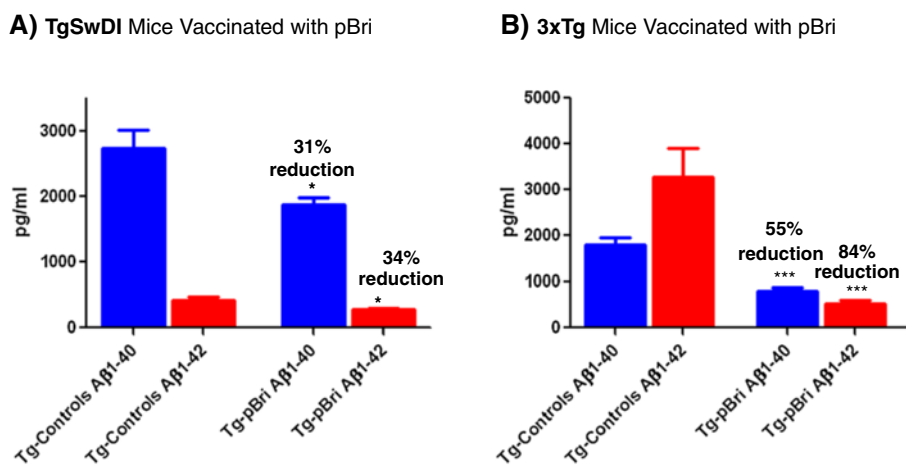 A) TgSwDI Mice Vaccinated with pBri
3000
2000
1000
0
pg/ml
31%
reduction
*
34%
reduction
*
Tg-Controls Aβ1-40
Tg-Controls Aβ1-42
Tg-pBri Aβ1-40
Tg-pBri Aβ1-42
B) 3xTg Mice Vaccinated with pBri
5000
4000
3000
2000
1000
0
pg/ml
55%
reduction
***
84%
reduction
***
Tg-Controls Aβ1-40
Tg-Controls Aβ1-42
Tg-pBri Aβ1-40
Tg-pBri Aβ1-42